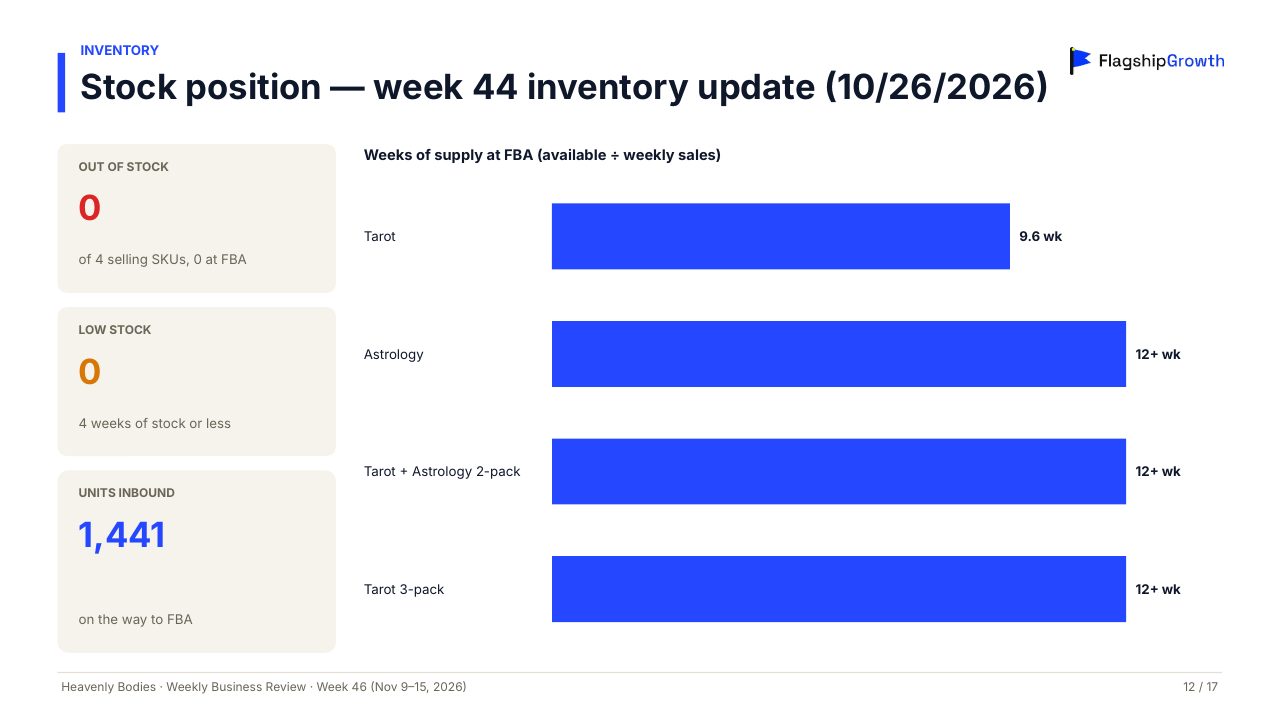 INVENTORY
Stock position — week 44 inventory update (10/26/2026)
FlagshipGrowth
OUT OF STOCK
0
of 4 selling SKUs, 0 at FBA
LOW STOCK
0
4 weeks of stock or less
UNITS INBOUND
1,441
on the way to FBA
Weeks of supply at FBA (available ÷ weekly sales)
Tarot
9.6 wk
Astrology
12+ wk
Tarot + Astrology 2-pack
12+ wk
Tarot 3-pack
12+ wk
Heavenly Bodies · Weekly Business Review · Week 46 (Nov 9–15, 2026)
12 / 17